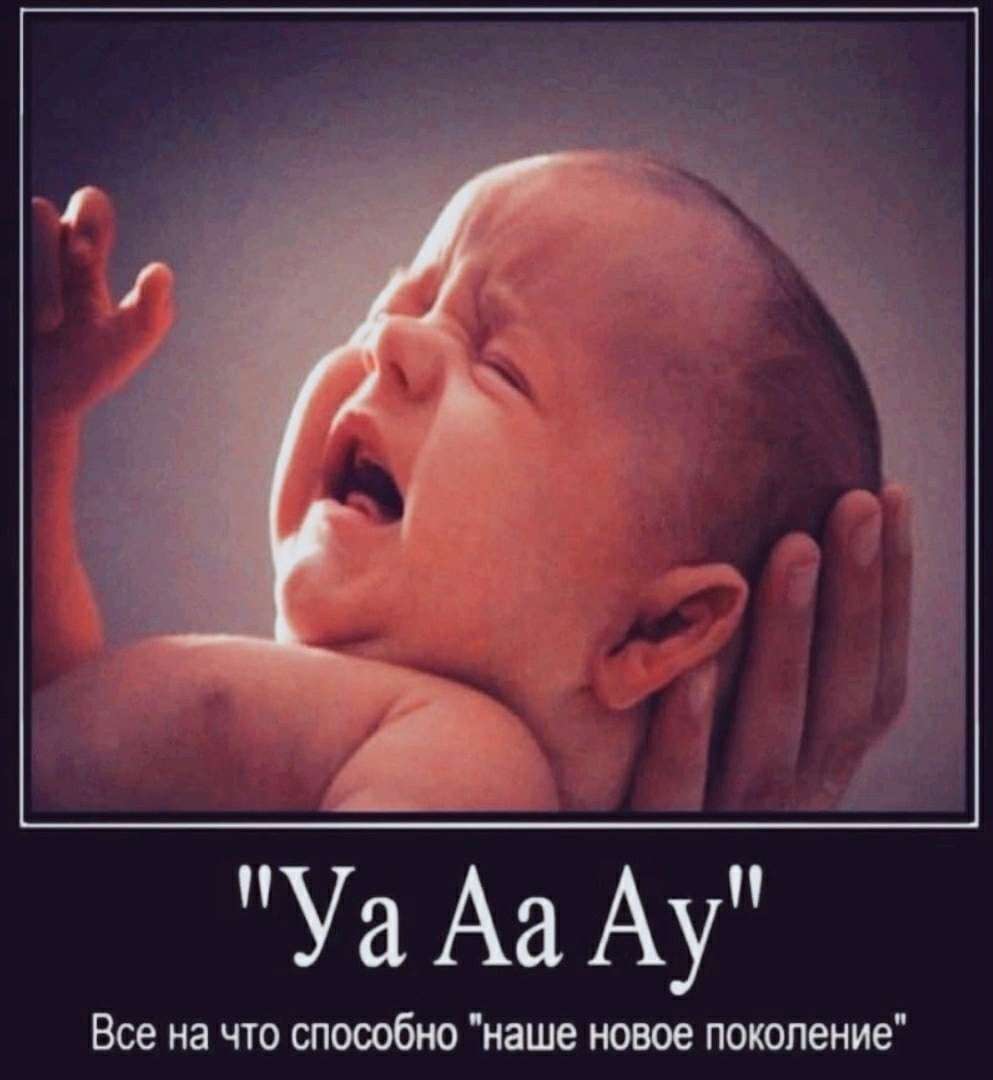 "Уа Аа Ау"
Все на что способно "наше новое поколение"